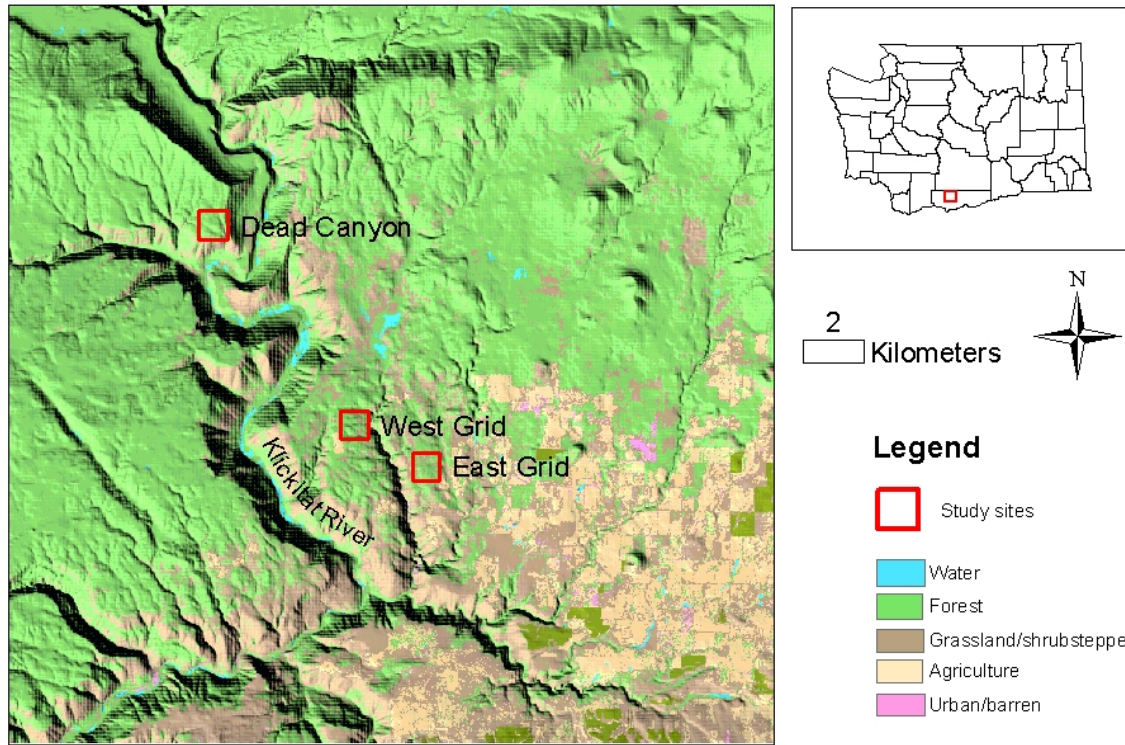 Dead Canyon
West Grid
East Grid
Klickitat River
2
Kilometers
N
Legend
Study sites
Water
Forest
Grassland/shrubsteppe
Agriculture
Urban/barren